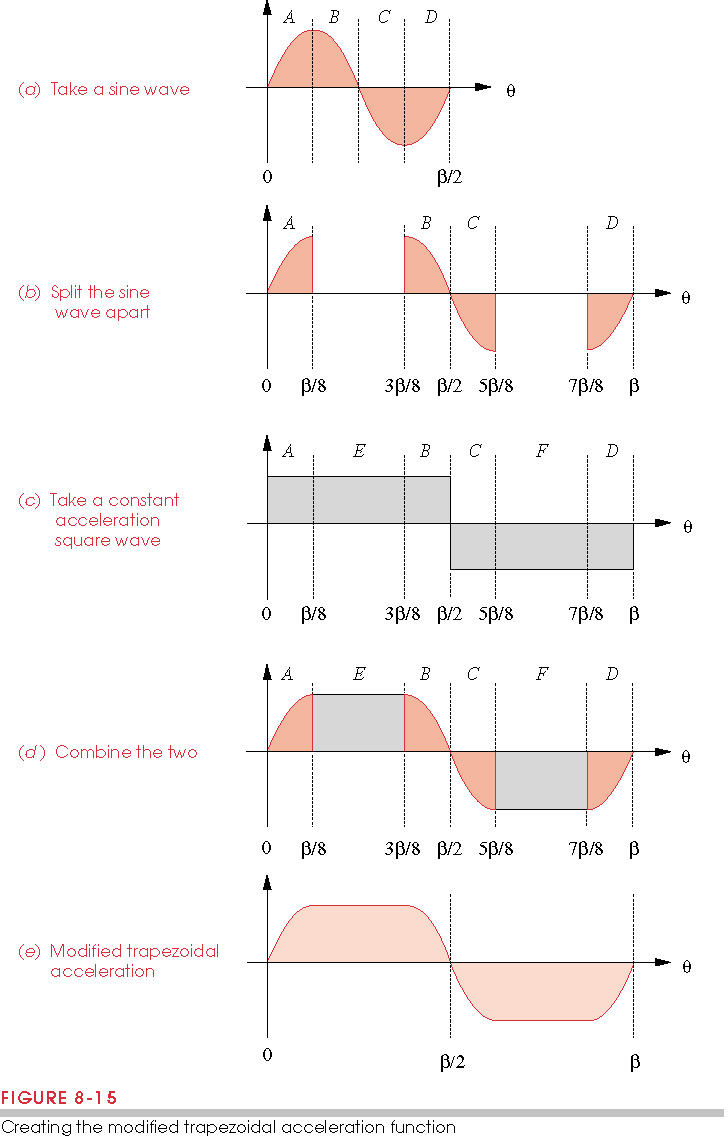 A B C D
(a) Take a sine wave
θ
0 β/2
A B C D
(b) Split the sine
wave apart
θ
0 β/8 3β/8 β/2 5β/8 7β/8 β
A E B C F D
(c) Take a constant
acceleration
square wave
θ
0 β/8 3β/8 β/2 5β/8 7β/8 β
A E B C F D
(d) Combine the two
θ
0 β/8 3β/8 β/2 5β/8 7β/8 β
(e) Modified trapezoidal
acceleration
θ
0 β/2 β
FIGURE 8-15
Creating the modified trapezoidal acceleration function